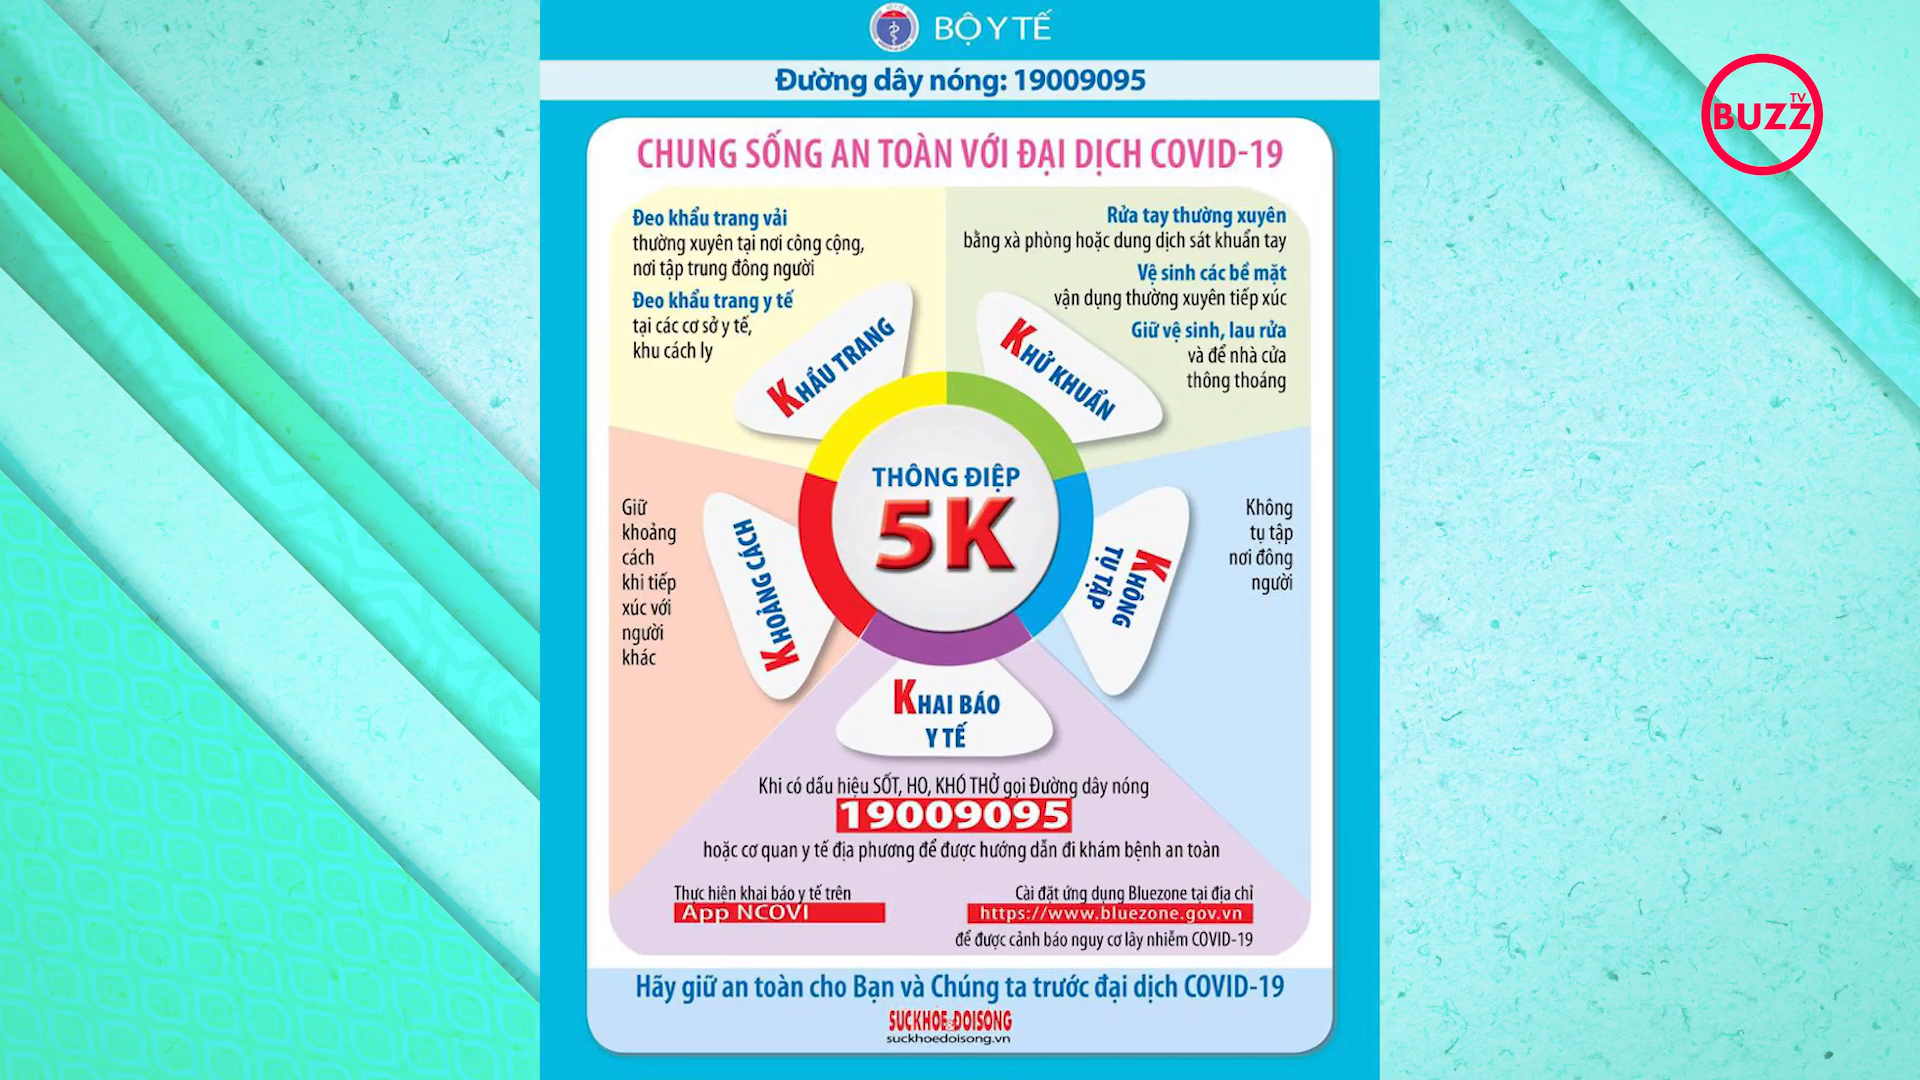 BỘ Y TẾ
Đường dây nóng: 19009095
TV
BUZZ
CHUNG SỐNG AN TOÀN VỚI ĐẠI DỊCH COVID-19
Đeo khẩu trang vải
thường xuyên tại nơi công cộng,
nơi tập trung đông người
Đeo khẩu trang y tế
tại các cơ sở y tế,
khu cách ly
Rửa tay thường xuyên
bằng xà phòng hoặc dung dịch sát khuẩn tay
Vệ sinh các bề mặt
vận dụng thường xuyên tiếp xúc
Giữ vệ sinh, lau rửa
và để nhà cửa
thông thoáng
KHẨU TRANG
KHỬ KHUẨN
THÔNG ĐIỆP
5K
Giữ
khoảng
cách
khi tiếp
xúc với
người
khác
KHOẢNG CÁCH
KHÔNG
TỤ TẬP
Không
tụ tập
nơi đông
người
KHAI BÁO
Y TẾ
Khi có dấu hiệu SỐT, HO, KHÓ THỞ gọi Đường dây nóng
19009095
hoặc cơ quan y tế địa phương để được hướng dẫn đi khám bệnh an toàn
Thực hiện khai báo y tế trên
App NCOVI
Cài đặt ứng dụng Bluezone tại địa chỉ
https://www.bluezone.gov.vn
để được cảnh báo nguy cơ lây nhiễm COVID-19
Hãy giữ an toàn cho Bạn và Chúng ta trước đại dịch COVID-19
SUCKHOE ĐOISONG
suckhoedoisong.vn